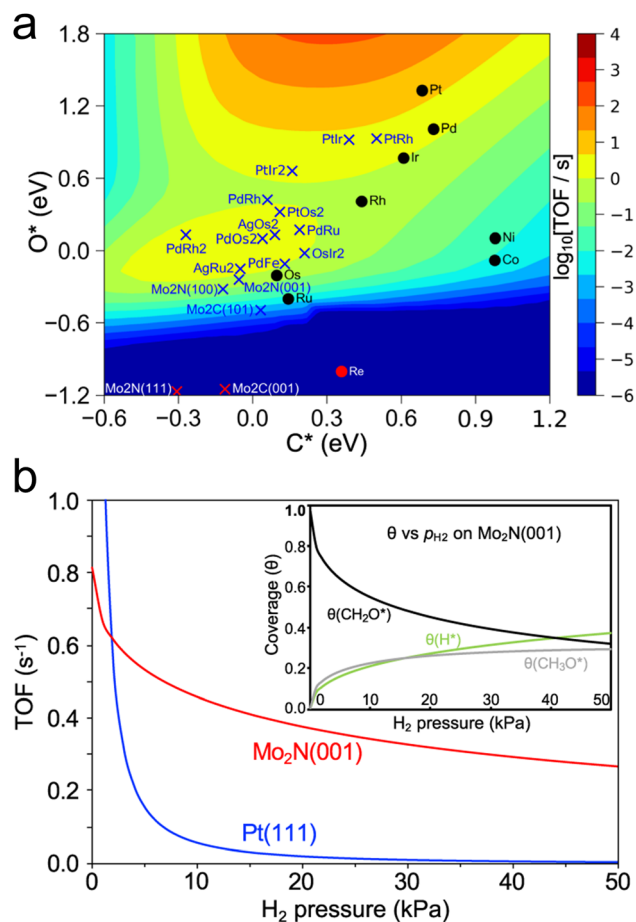 a
1.8
1.2
0.6
0.0
−0.6
−1.2
O* (eV)
Pt
Pd
PtIr
PtRh
Ir
PtIr2
Rh
PdRh
PtOs2
AgOs2
PdRu
PdRh2
PdOs2
OsIr2
Ni
Co
PdFe
AgRu2
Os
Mo2N(100)
Mo2N(001)
Ru
Mo2C(101)
Re
Mo2N(111)
Mo2C(001)
−0.6
−0.3
0.0
0.3
0.6
0.9
1.2
C* (eV)
4
3
2
1
0
−1
−2
−3
−4
−5
−6
log₁₀[TOF / s]
b
1.0
0.8
0.6
0.4
0.2
0.0
TOF (s⁻¹)
Mo₂N(001)
Pt(111)
0 10 20 30 40 50
H₂ pressure (kPa)
θ vs pH2 on Mo₂N(001)
1.0
0.8
0.6
0.4
0.2
0
Coverage (θ)
θ(CH₂O*)
θ(H*)
θ(CH₃O*)
0 10 20 30 40 50
H₂ pressure (kPa)